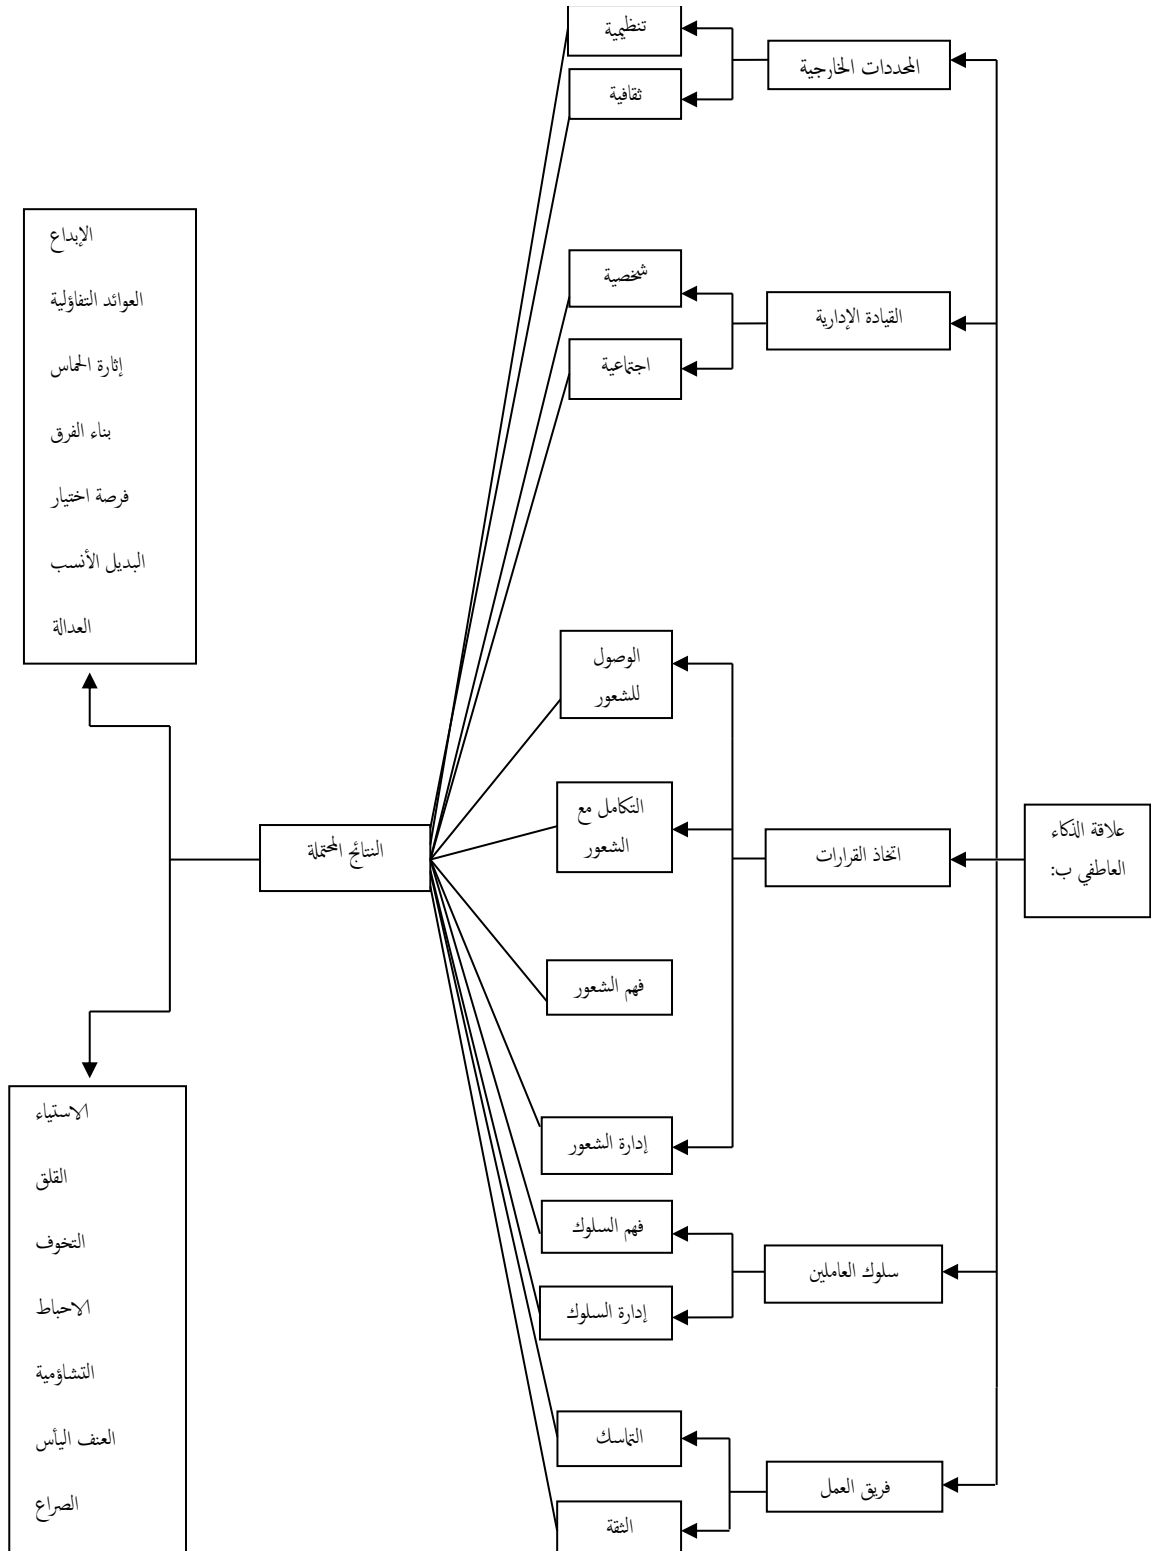 علاقة الذكاء
العاطفي ب:
المحددات الخارجية
القيادة الإدارية
اتخاذ القرارات
سلوك العاملين
فريق العمل
تنظيمية
ثقافية
شخصية
اجتماعية
الوصول
للشعور
التكامل مع
الشعور
فهم الشعور
إدارة الشعور
فهم السلوك
إدارة السلوك
التماسك
الثقة
النتائج المحتملة
الإبداع
العوائد التفاؤلية
إثارة الحماس
بناء الفرق
فرصة اختيار
البديل الأنسب
العدالة
الاستياء
القلق
التخوف
الاحباط
التشاؤمية
العنف اليأس
الصراع